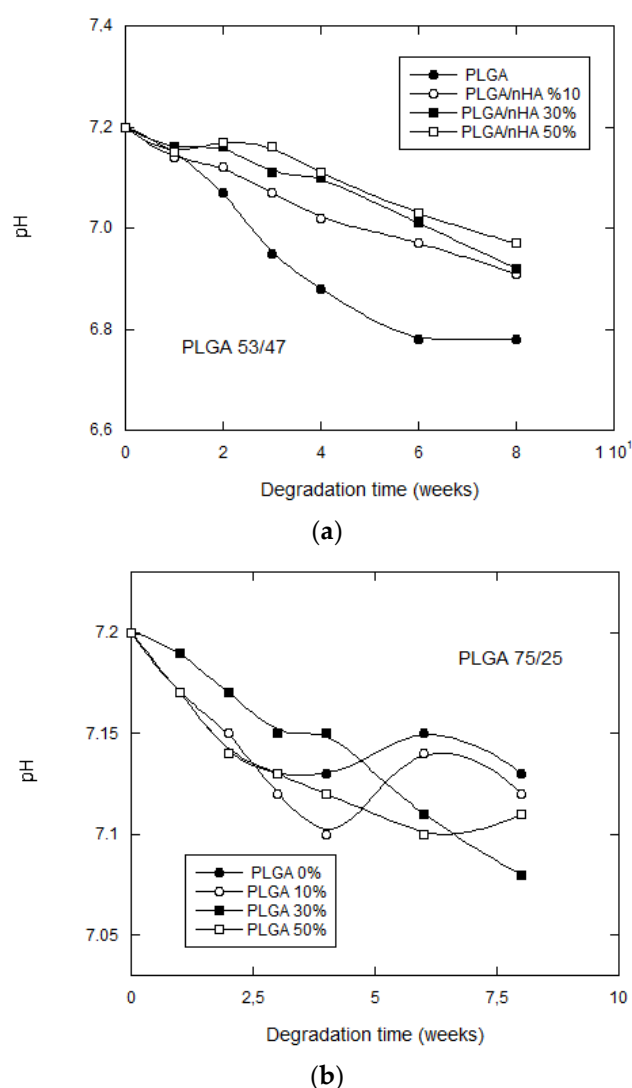 7,4
7.2
7.0
6.8
6,6
pH
PLGA
PLGA/nHA %10
PLGA/nHA 30%
PLGA/nHA 50%
PLGA 53/47
0 2 4 6 8 1 10¹
Degradation time (weeks)
(a)
7.2
7.15
7.1
7.05
pH
PLGA 75/25
PLGA 0%
PLGA 10%
PLGA 30%
PLGA 50%
0 2,5 5 7,5 10
Degradation time (weeks)
(b)